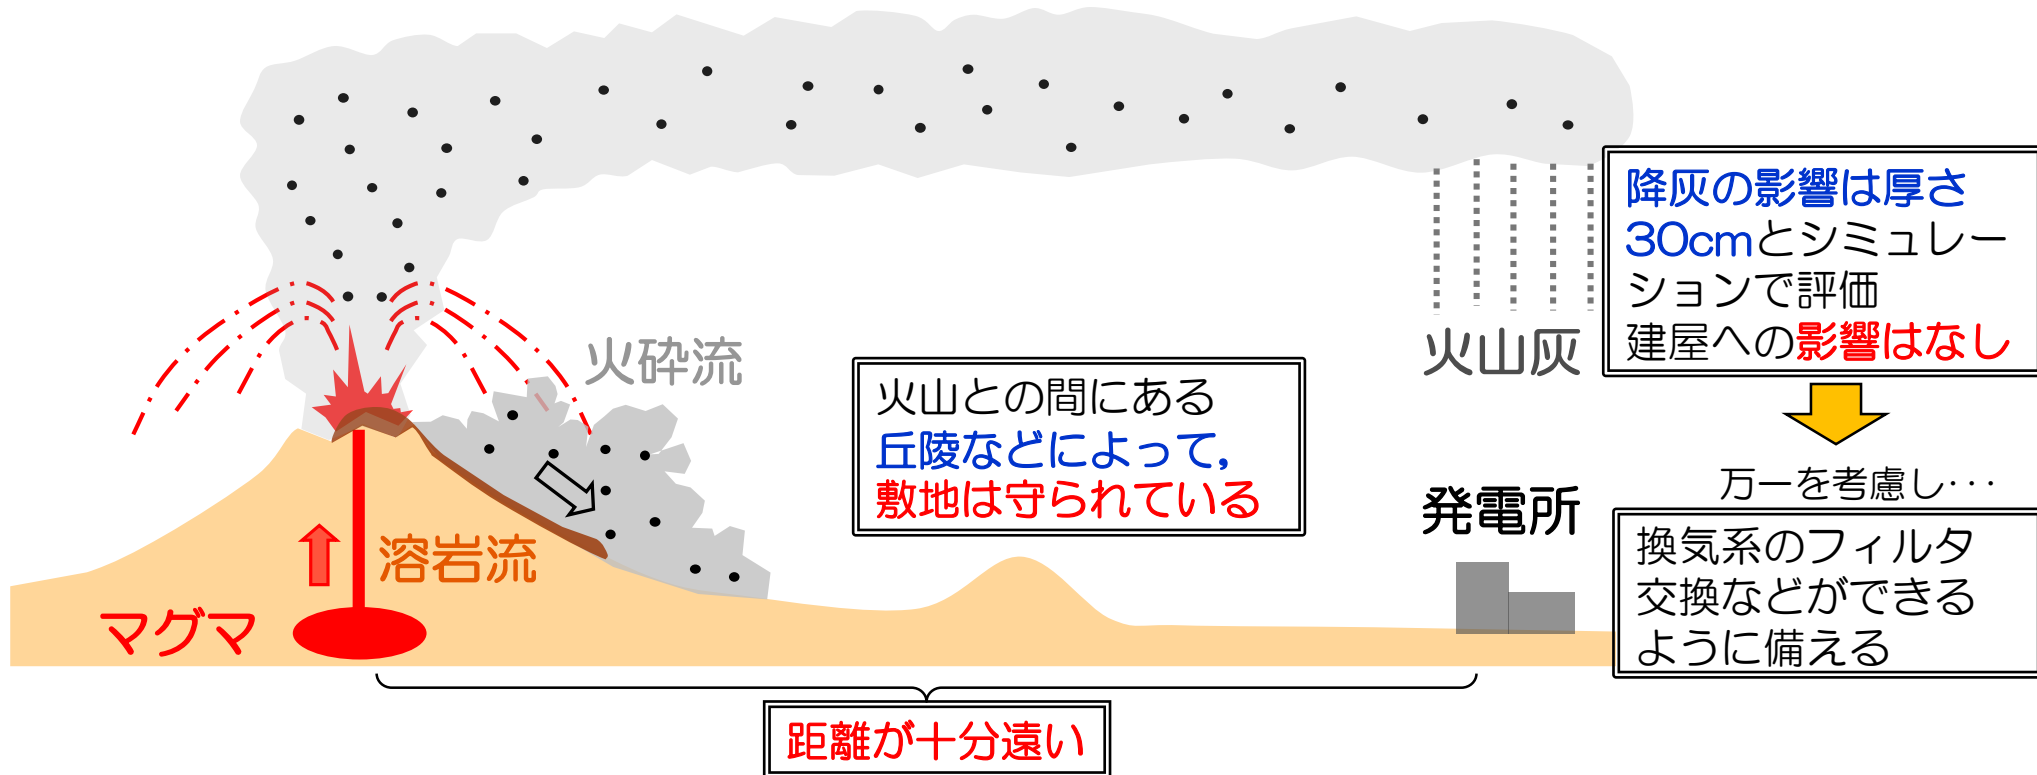 降灰の影響は厚さ
30cmとシミュレー
ションで評価
建屋への影響はなし
火砕流
火山灰
火山との間にある
丘陵などによって,
敷地は守られている
万一を考慮し･･･
発電所
換気系のフィルタ
交換などができる
ように備える
溶岩流
マグマ
距離が十分遠い